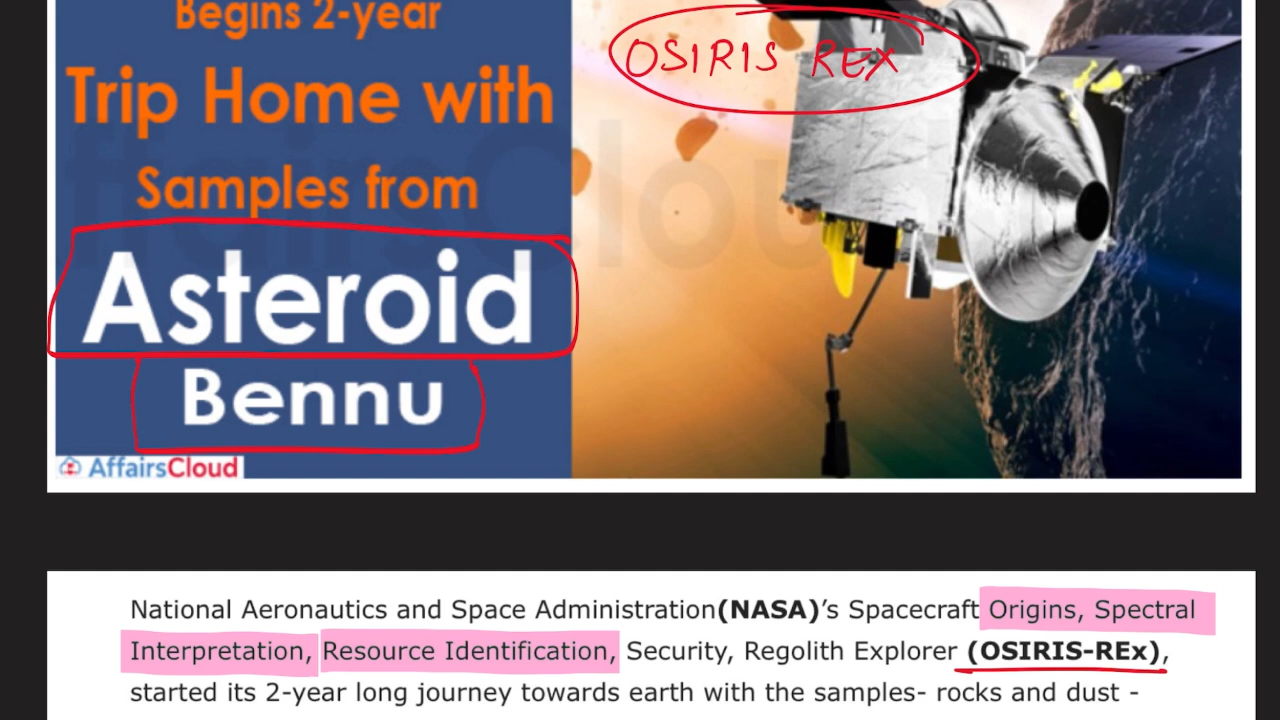 Begins 2-year
Trip Home with
Samples from
Asteroid
Bennu
AffairsCloud
OSIRIS REX
National Aeronautics and Space Administration(NASA)’s Spacecraft Origins, Spectral
Interpretation, Resource Identification, Security, Regolith Explorer (OSIRIS-REx),
started its 2-year long journey towards earth with the samples- rocks and dust -